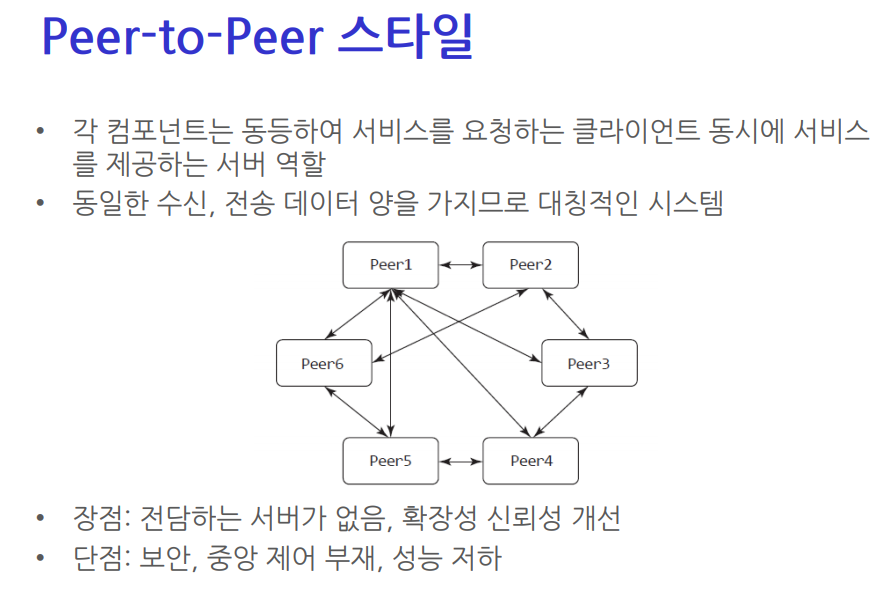 Peer-to-Peer 스타일
• 각 컴포넌트는 동등하여 서비스를 요청하는 클라이언트 동시에 서비스
를 제공하는 서버 역할
• 동일한 수신, 전송 데이터 양을 가지므로 대칭적인 시스템
Peer1
Peer2
Peer6
Peer3
Peer5
Peer4
• 장점: 전담하는 서버가 없음, 확장성 신뢰성 개선
• 단점: 보안, 중앙 제어 부재, 성능 저하